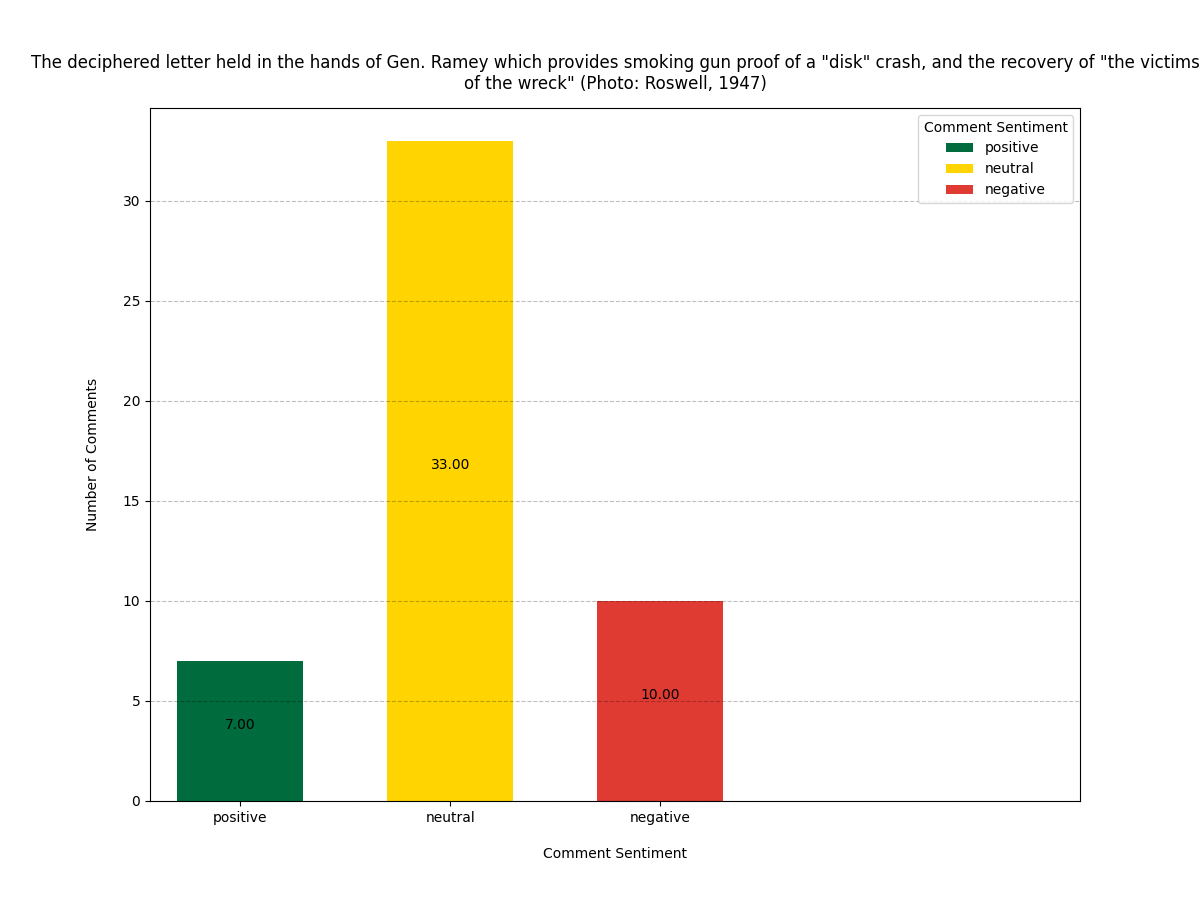 The deciphered letter held in the hands of Gen. Ramey which provides smoking gun proof of a "disk" crash, and the recovery of "the victims
of the wreck" (Photo: Roswell, 1947)
Comment Sentiment
positive
neutral
negative
30
25
20
15
10
5
0
Number of Comments
7.00
33.00
10.00
positive
neutral
negative
Comment Sentiment